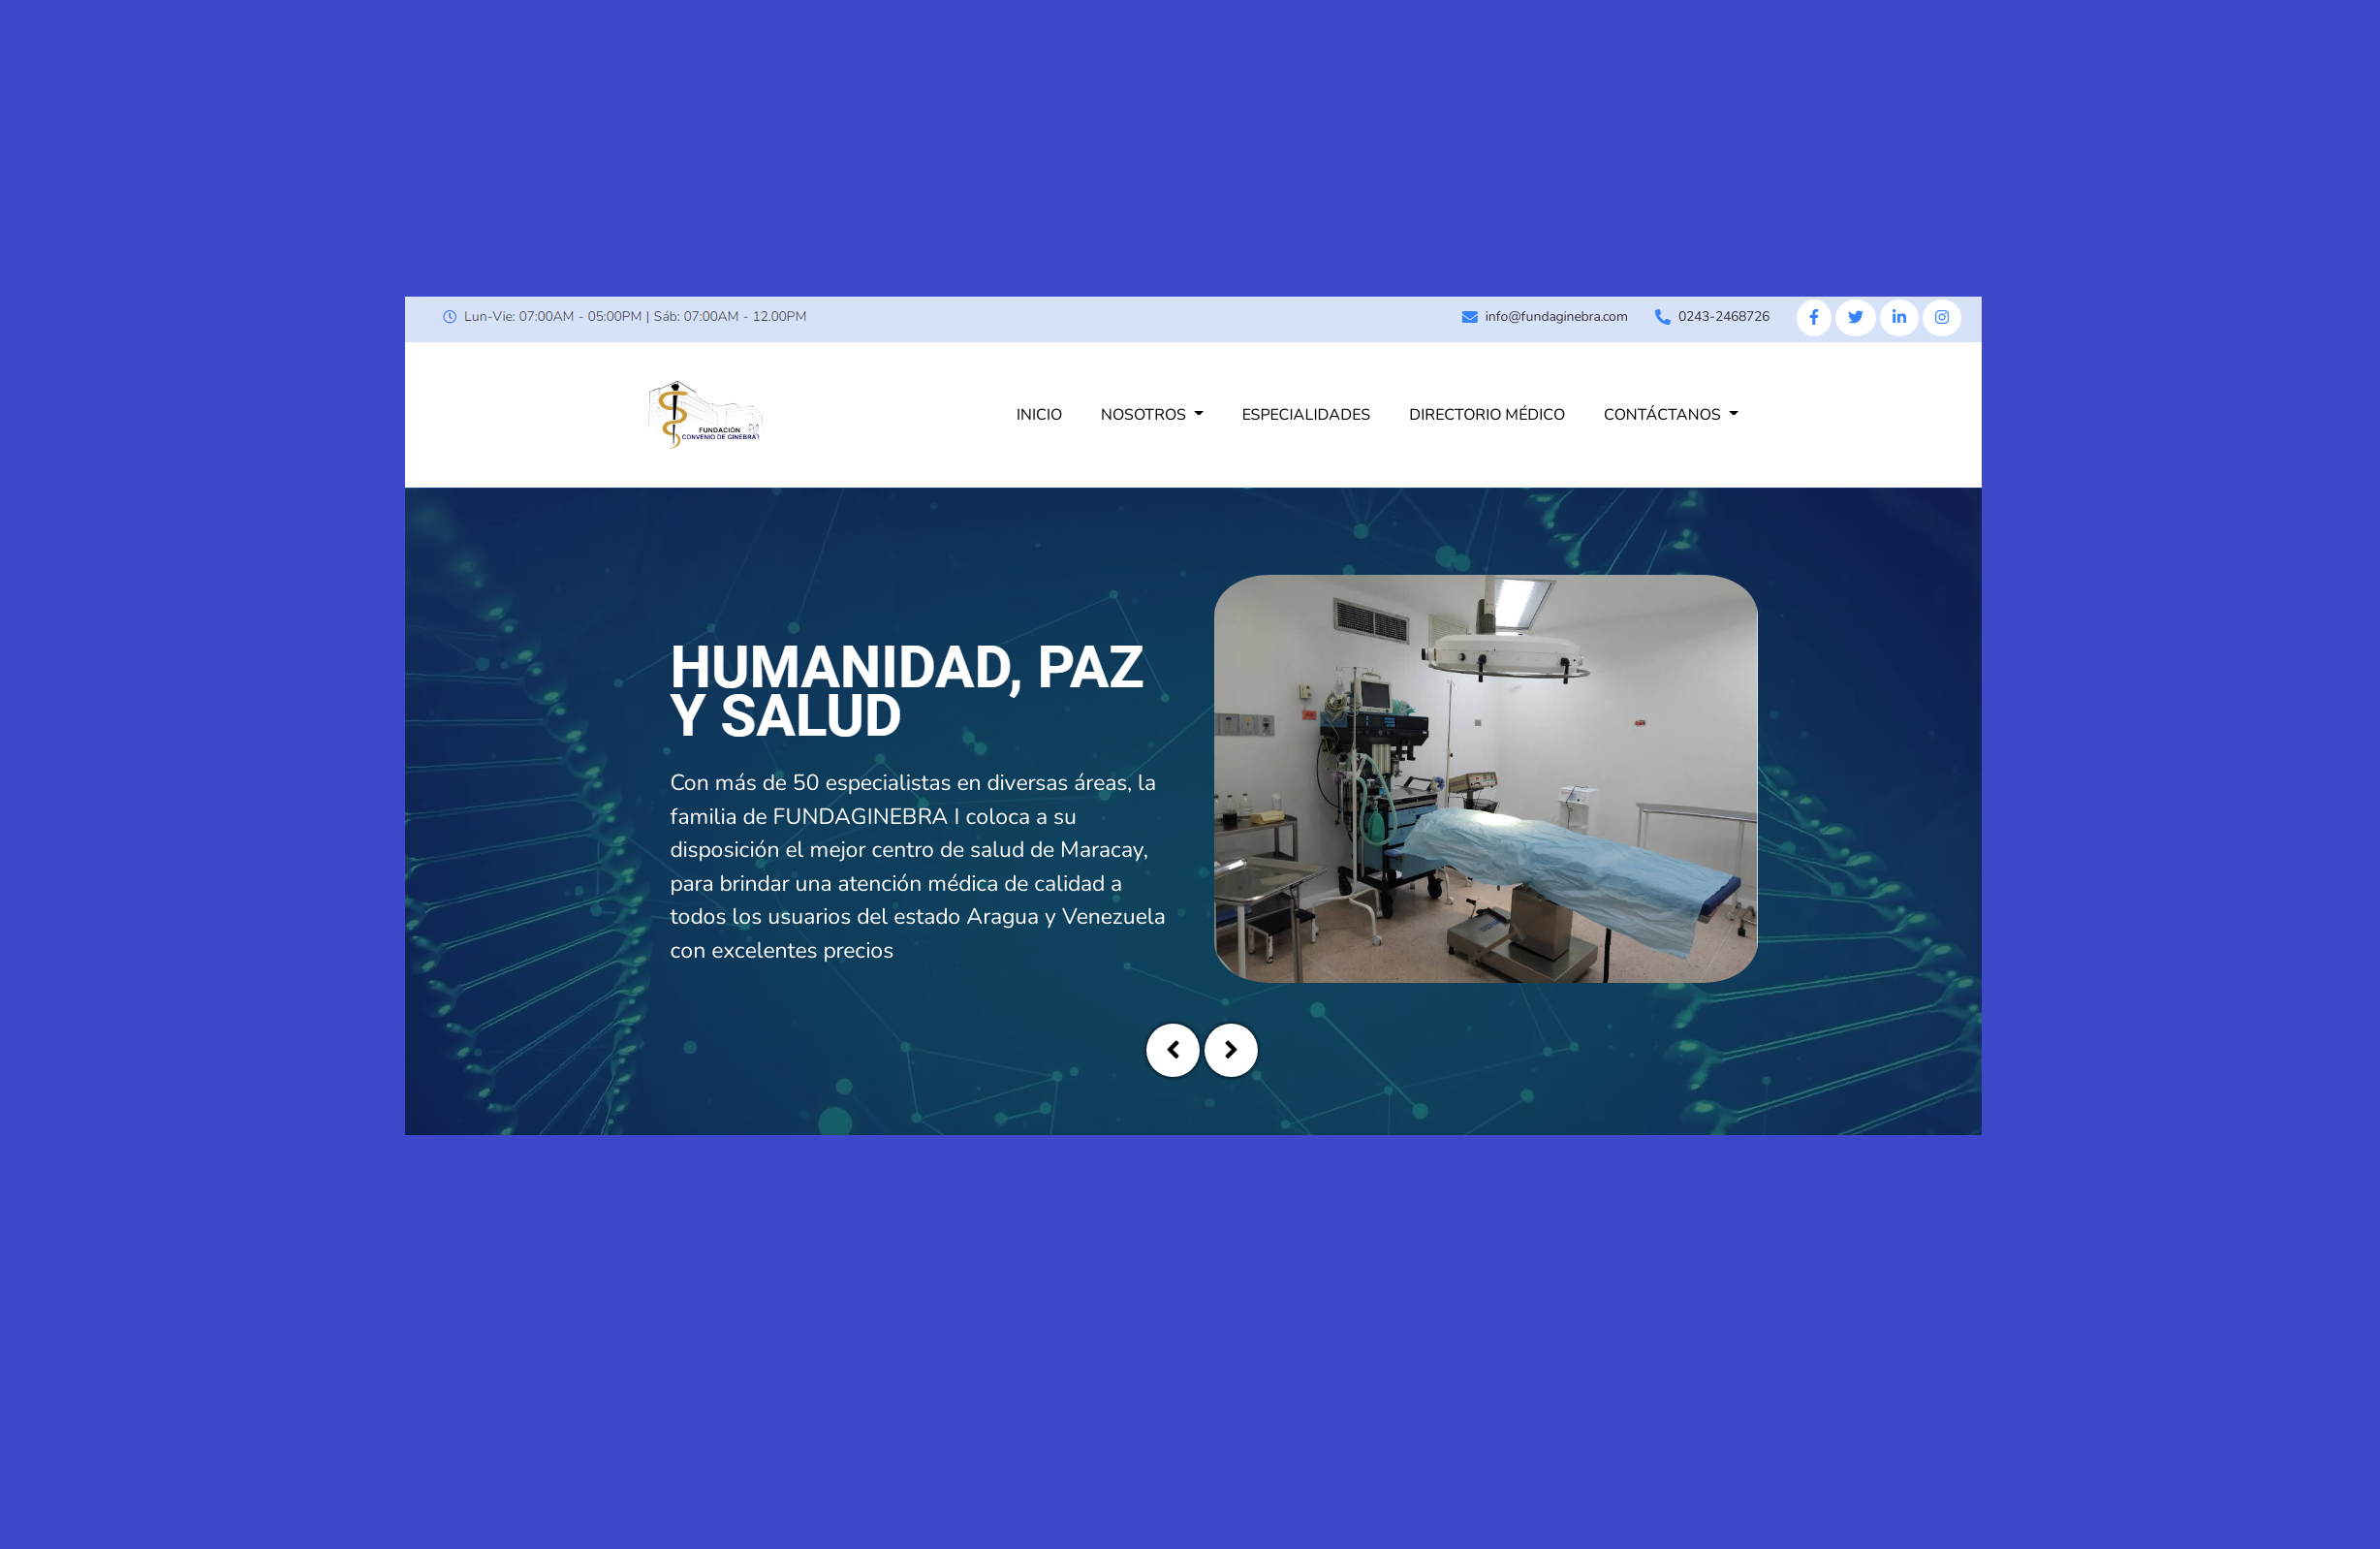 Lun-Vie: 07:00AM - 05:00PM | Sáb: 07:00AM - 12.00PM
info@fundaginebra.com
0243-2468726
FUNDACIÓN
CONVENIO DE GINEBRA I
INICIO
NOSOTROS
ESPECIALIDADES
DIRECTORIO MÉDICO
CONTÁCTANOS
HUMANIDAD, PAZ
Y SALUD
Con más de 50 especialistas en diversas áreas, la
familia de FUNDAGINEBRA I coloca a su
disposición el mejor centro de salud de Maracay,
para brindar una atención médica de calidad a
todos los usuarios del estado Aragua y Venezuela
con excelentes precios